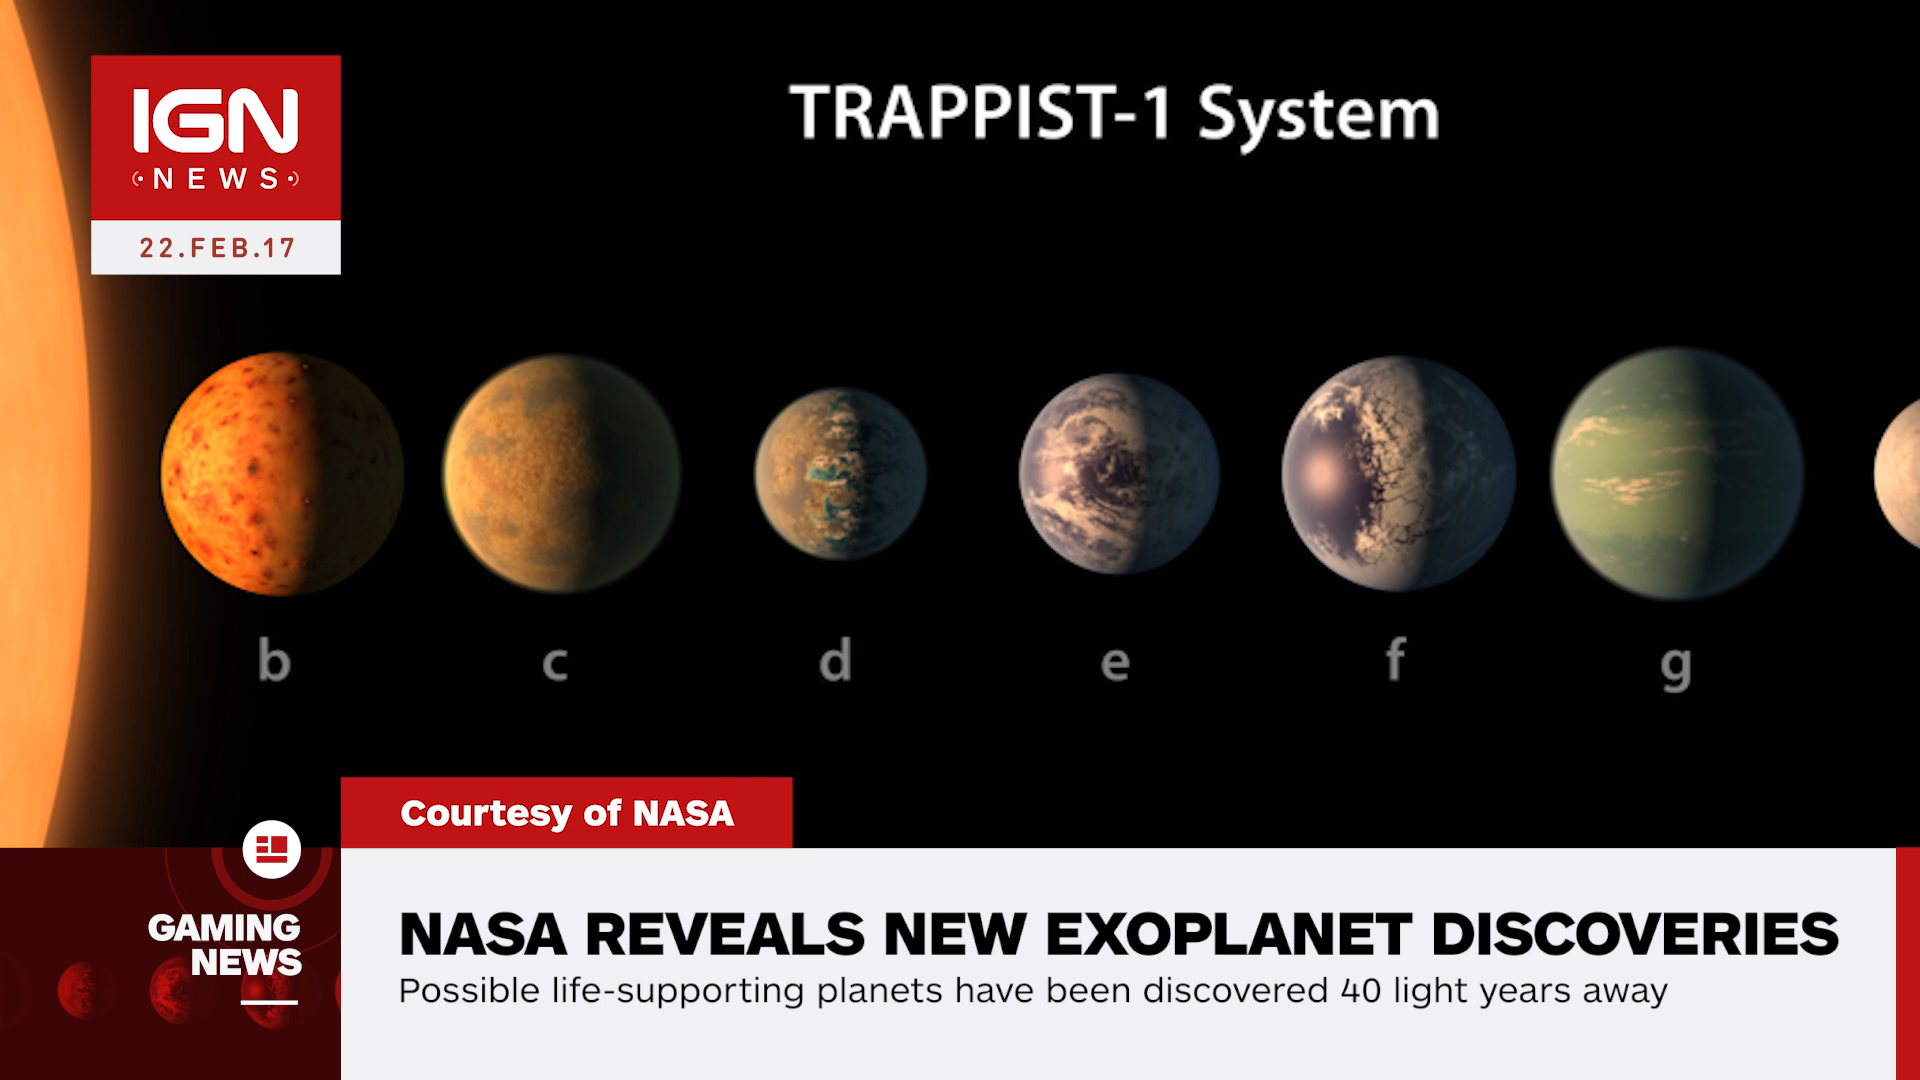 IGN
NEWS
22.FEB.17
TRAPPIST-1 System
b c d e f g
Courtesy of NASA
GAMING
NEWS
NASA REVEALS NEW EXOPLANET DISCOVERIES
Possible life-supporting planets have been discovered 40 light years away